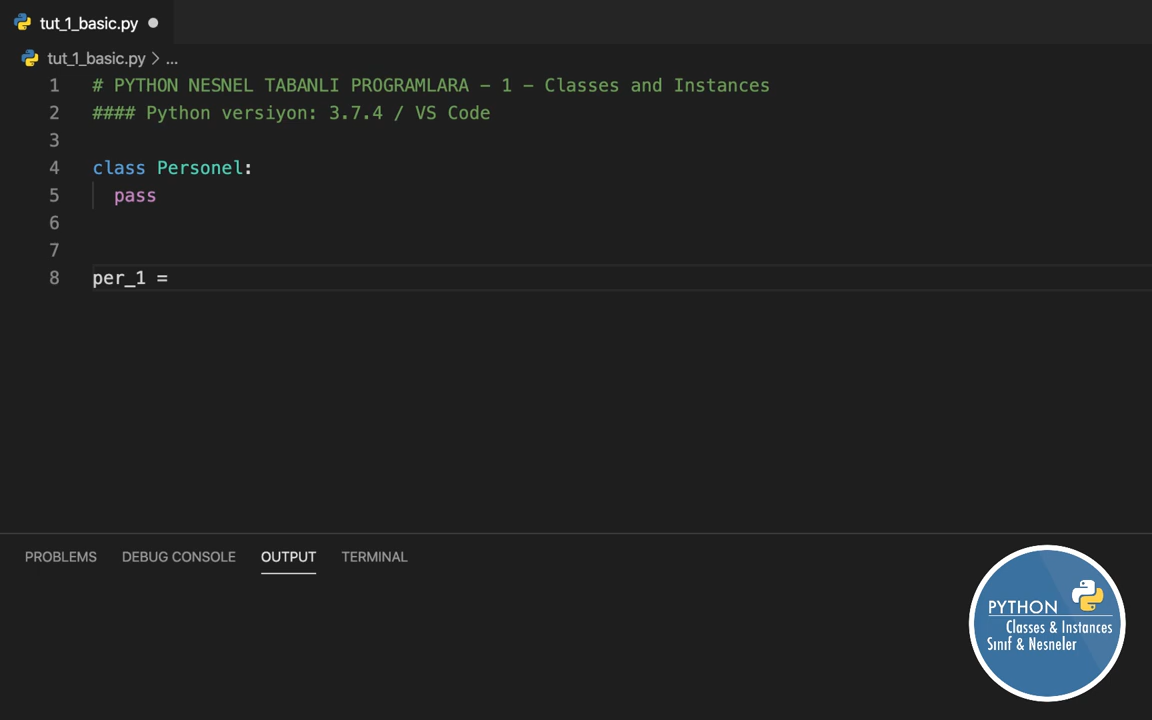 tut_1_basic.py
tut_1_basic.py > ...
1 # PYTHON NESNEL TABANLI PROGRAMLARA - 1 - Classes and Instances
2 #### Python versiyon: 3.7.4 / VS Code
3
4 class Personel:
5 pass
6
7
8 per_1 =
PROBLEMS DEBUG CONSOLE OUTPUT TERMINAL
PYTHON
Classes & Instances
Sınıf & Nesneler